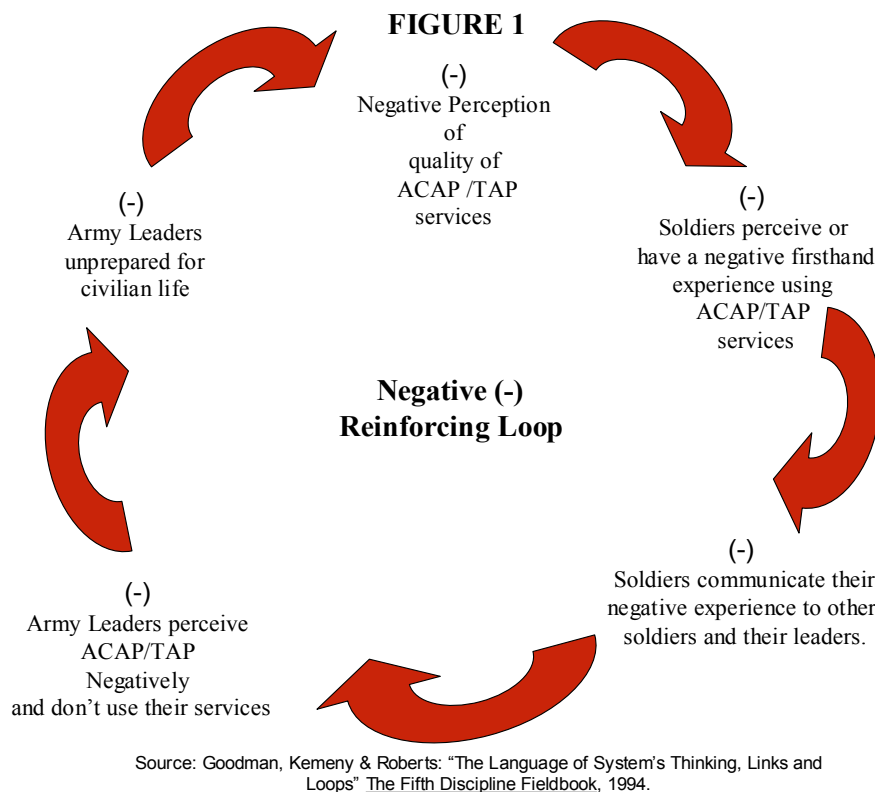 FIGURE 1
(-)
Negative Perception
of
quality of
ACAP /TAP
services
(-)
Soldiers perceive or
have a negative firsthand
experience using
ACAP/TAP
services
(-)
Soldiers communicate their
negative experience to other
soldiers and their leaders.
(-)
Army Leaders perceive
ACAP/TAP
Negatively
and don’t use their services
(-)
Army Leaders
unprepared for
civilian life
Negative (-)
Reinforcing Loop
Source: Goodman, Kemeny & Roberts: “The Language of System’s Thinking, Links and
Loops” The Fifth Discipline Fieldbook, 1994.